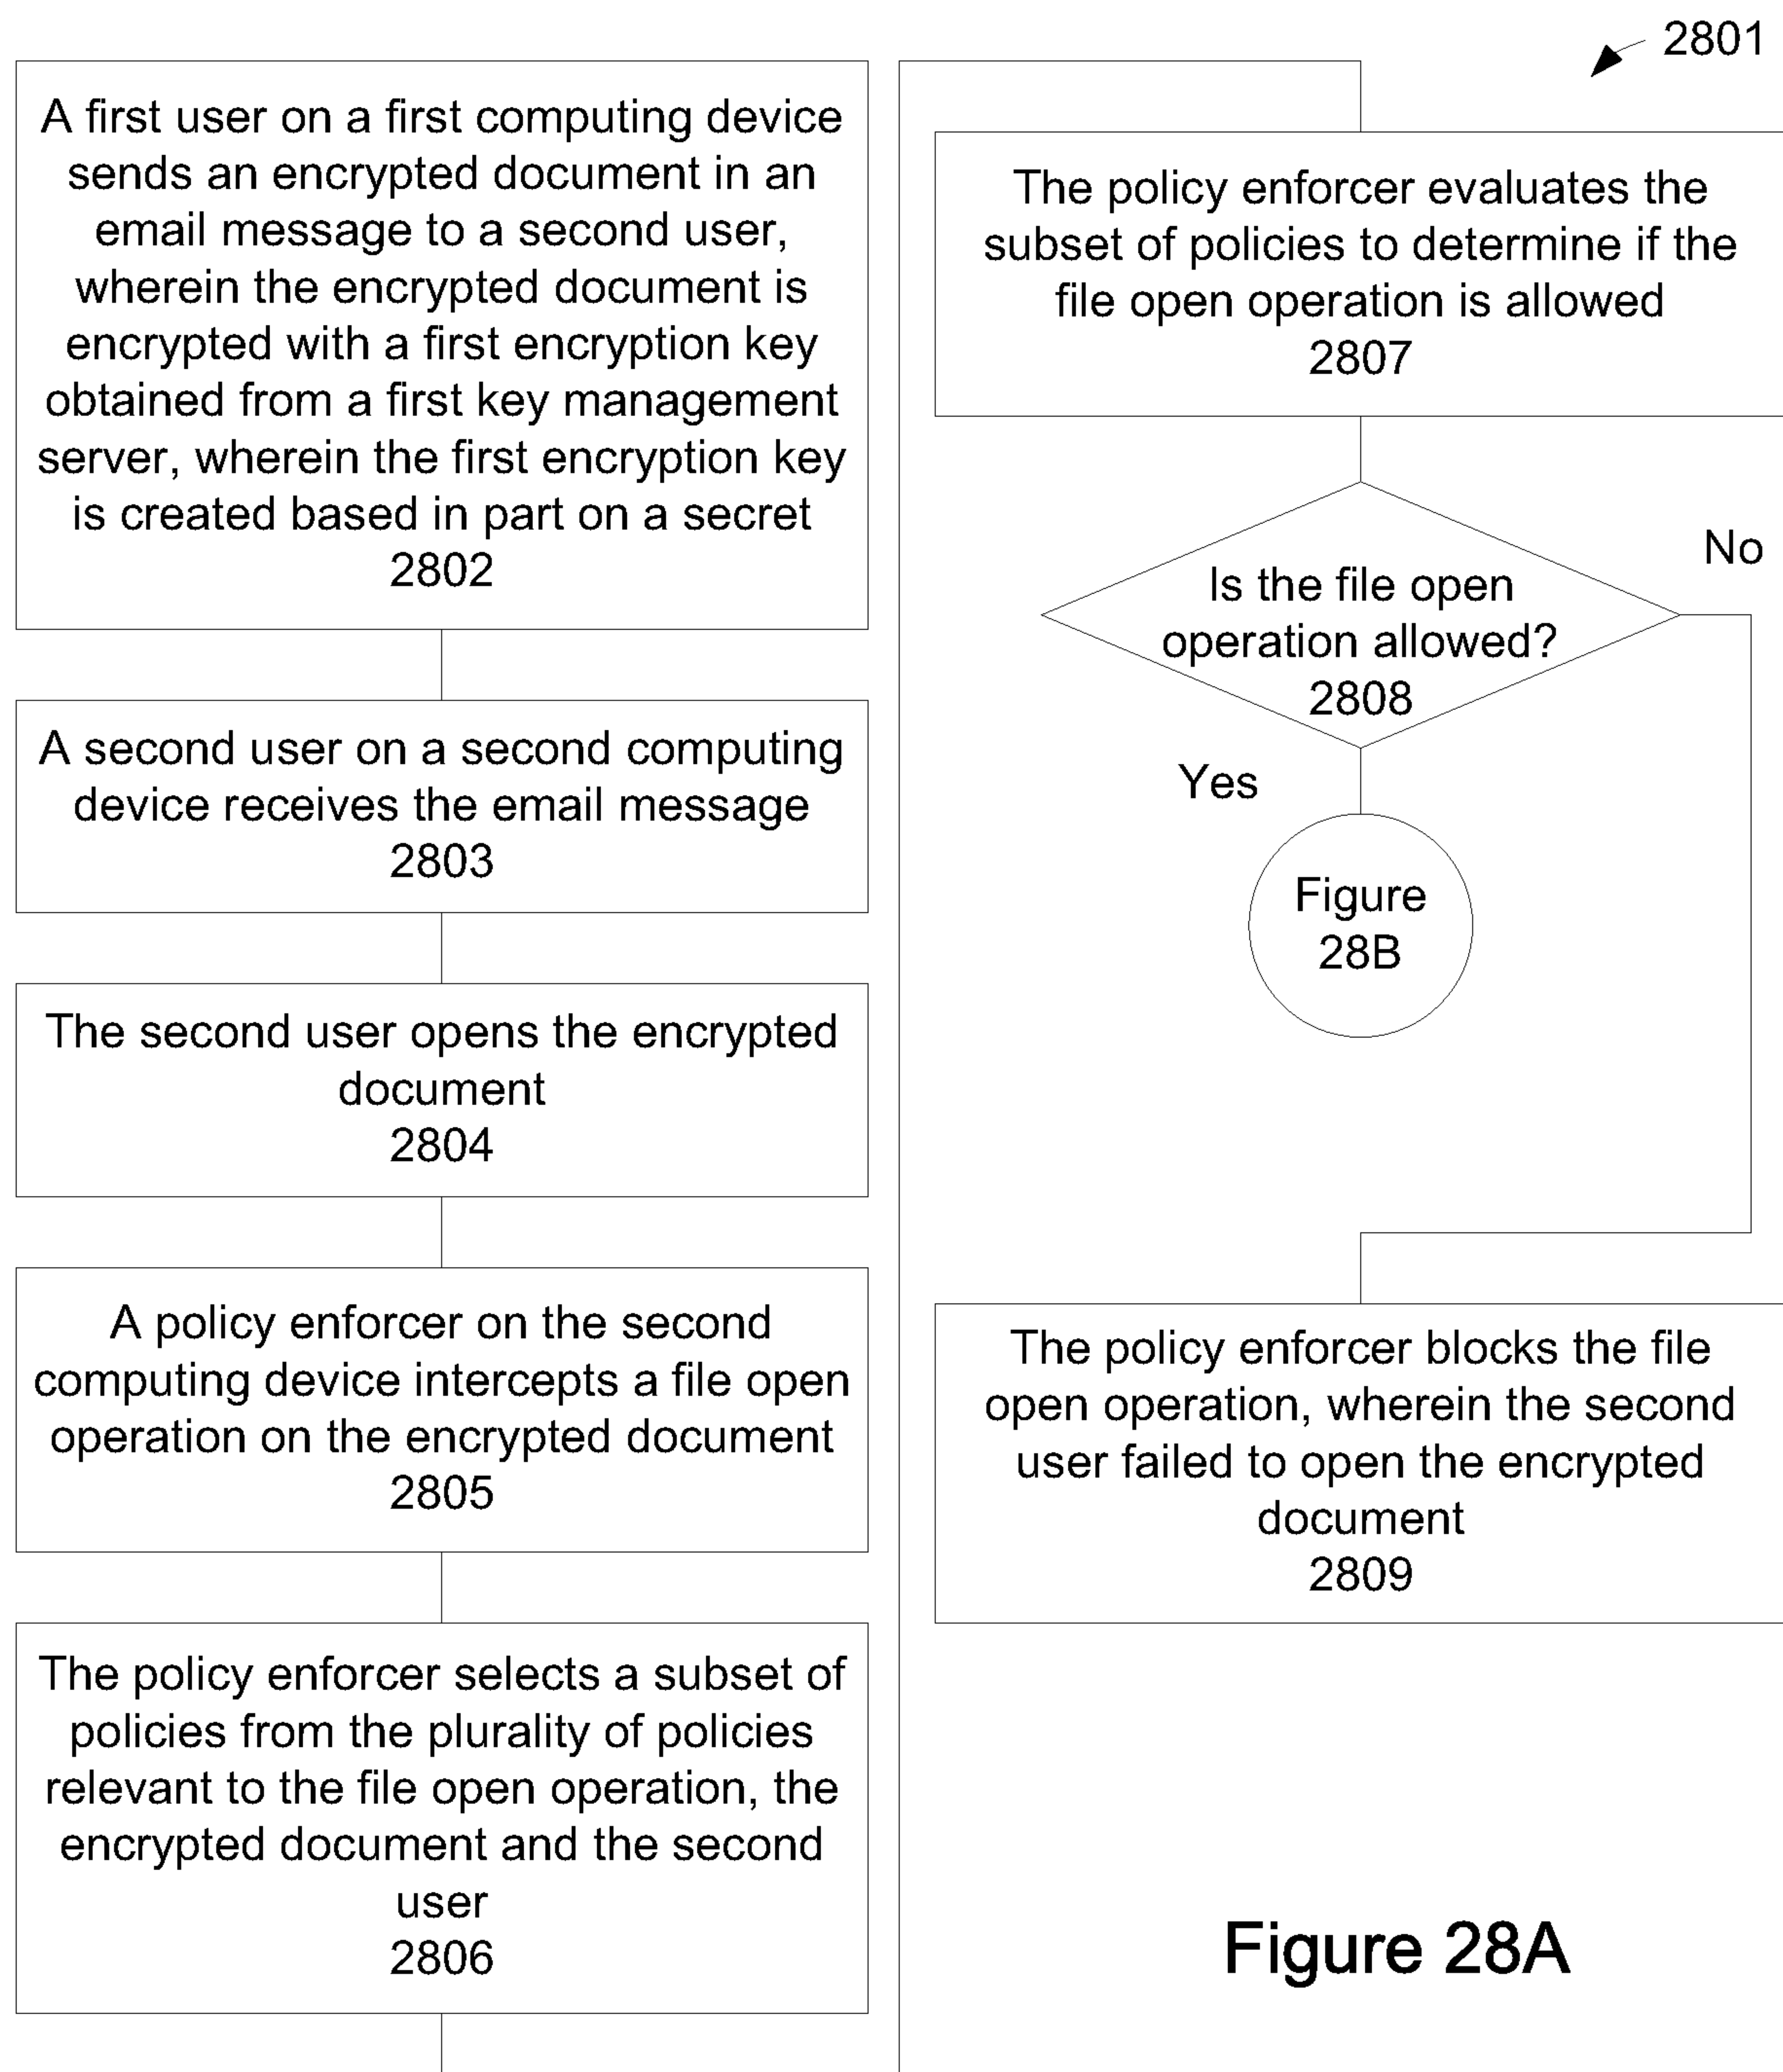 A first user on a first computing device
sends an encrypted document in an
email message to a second user,
wherein the encrypted document is
encrypted with a first encryption key
obtained from a first key management
server, wherein the first encryption key
is created based in part on a secret
2802
A second user on a second computing
device receives the email message
2803
The second user opens the encrypted
document
2804
A policy enforcer on the second
computing device intercepts a file open
operation on the encrypted document
2805
The policy enforcer selects a subset of
policies from the plurality of policies
relevant to the file open operation, the
encrypted document and the second
user
2806
2801
The policy enforcer evaluates the
subset of policies to determine if the
file open operation is allowed
2807
Is the file open
operation allowed?
2808
No
Yes
Figure
28B
The policy enforcer blocks the file
open operation, wherein the second
user failed to open the encrypted
document
2809
Figure 28A